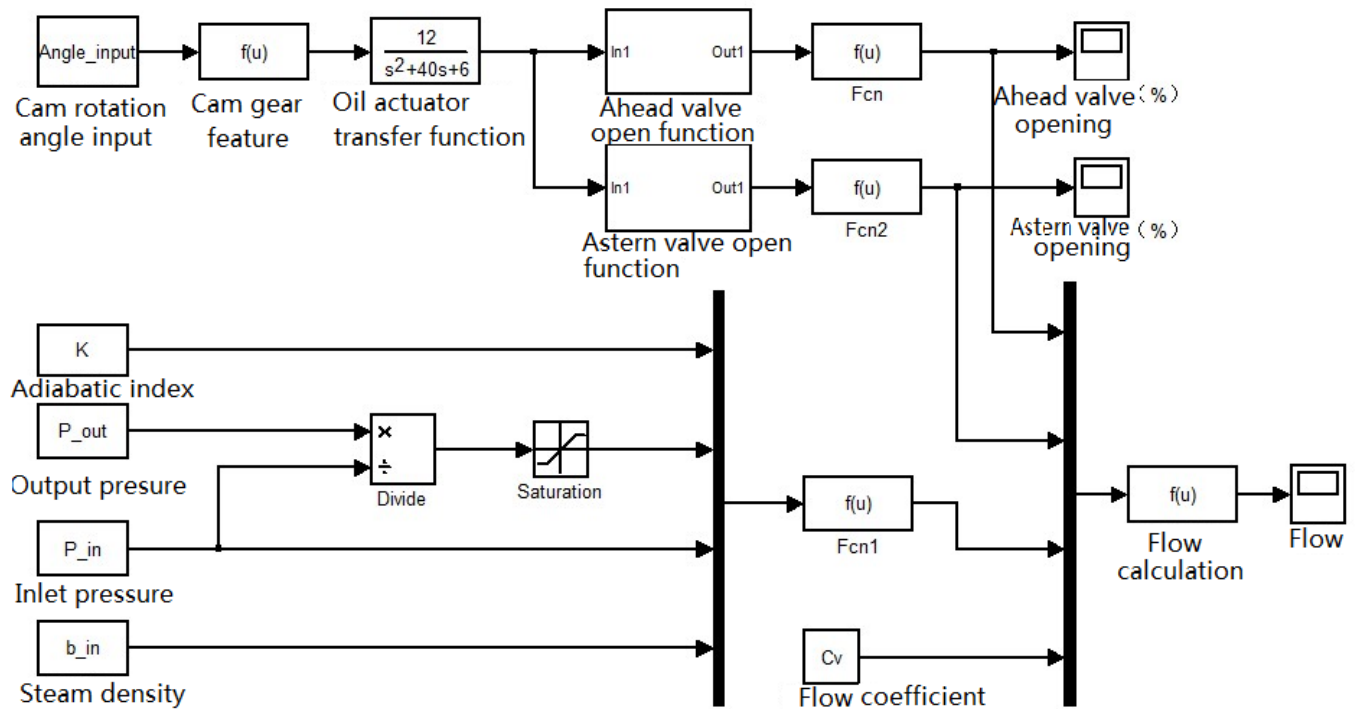 Angle_input
Cam rotation
angle input
f(u)
Cam gear
feature
12
s²+40s+6
Oil actuator
transfer function
In1
Out1
Ahead valve
open function
f(u)
Fcn
Ahead valve（%）
opening
In1
Out1
Astern valve open
function
f(u)
Fcn2
Astern valve（%）
opening
K
Adiabatic index
P_out
Output presure
×
÷
Divide
Saturation
P_in
Inlet pressure
b_in
Steam density
f(u)
Fcn1
Cv
Flow coefficient
f(u)
Flow
calculation
Flow